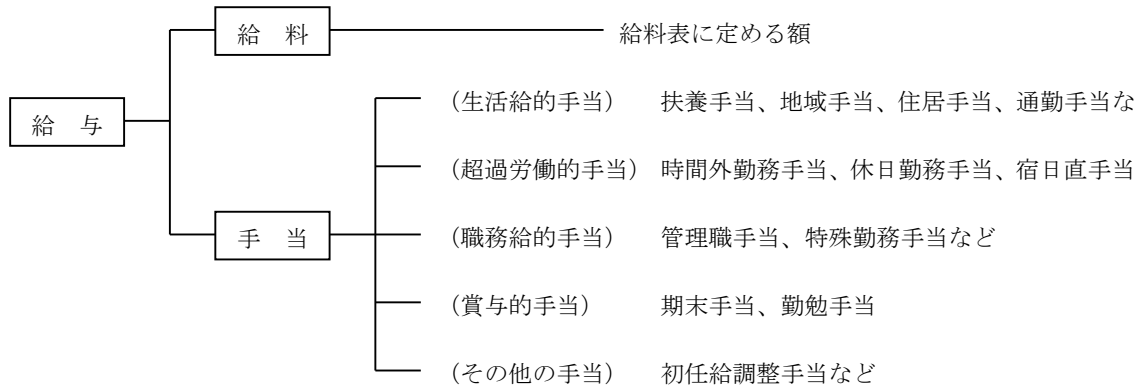 給　料 給料表に定める額
（生活給的手当） 扶養手当、地域手当、住居手当、通勤手当な
給　与
（超過労働的手当） 時間外勤務手当、休日勤務手当、宿日直手当
手　当 （職務給的手当） 管理職手当、特殊勤務手当など
（賞与的手当） 期末手当、勤勉手当
（その他の手当） 初任給調整手当など